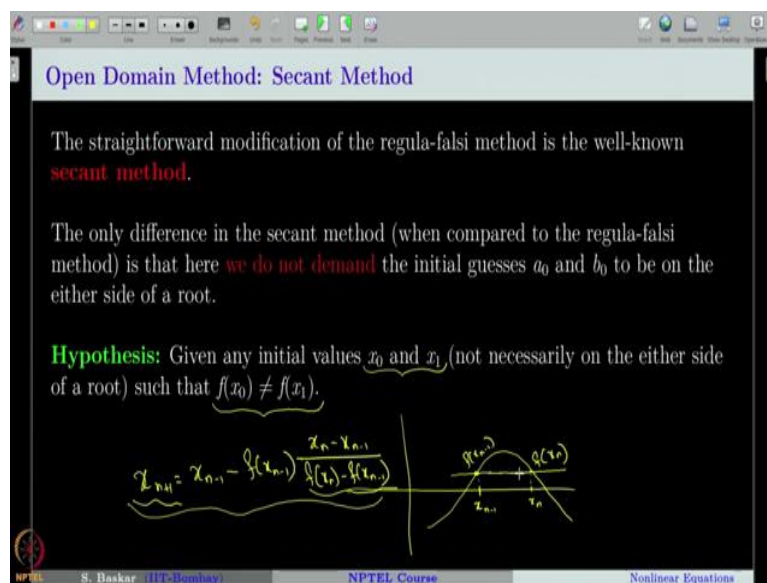 Open Domain Method: Secant Method
The straightforward modification of the regula-falsi method is the well-known
secant method.
The only difference in the secant method (when compared to the regula-falsi
method) is that here we do not demand the initial guesses a₀ and b₀ to be on the
either side of a root.
Hypothesis: Given any initial values x₀ and x₁ (not necessarily on the either side
of a root) such that f(x₀) ≠ f(x₁).
xₙ₊₁ = xₙ₋₁ - f(xₙ₋₁) (xₙ - xₙ₋₁) / (f(xₙ) - f(xₙ₋₁))
f(xₙ₋₁) f(xₙ)
xₙ₋₁ xₙ
NPTEL S. Baskar (IIT-Bombay) NPTEL Course Nonlinear Equations